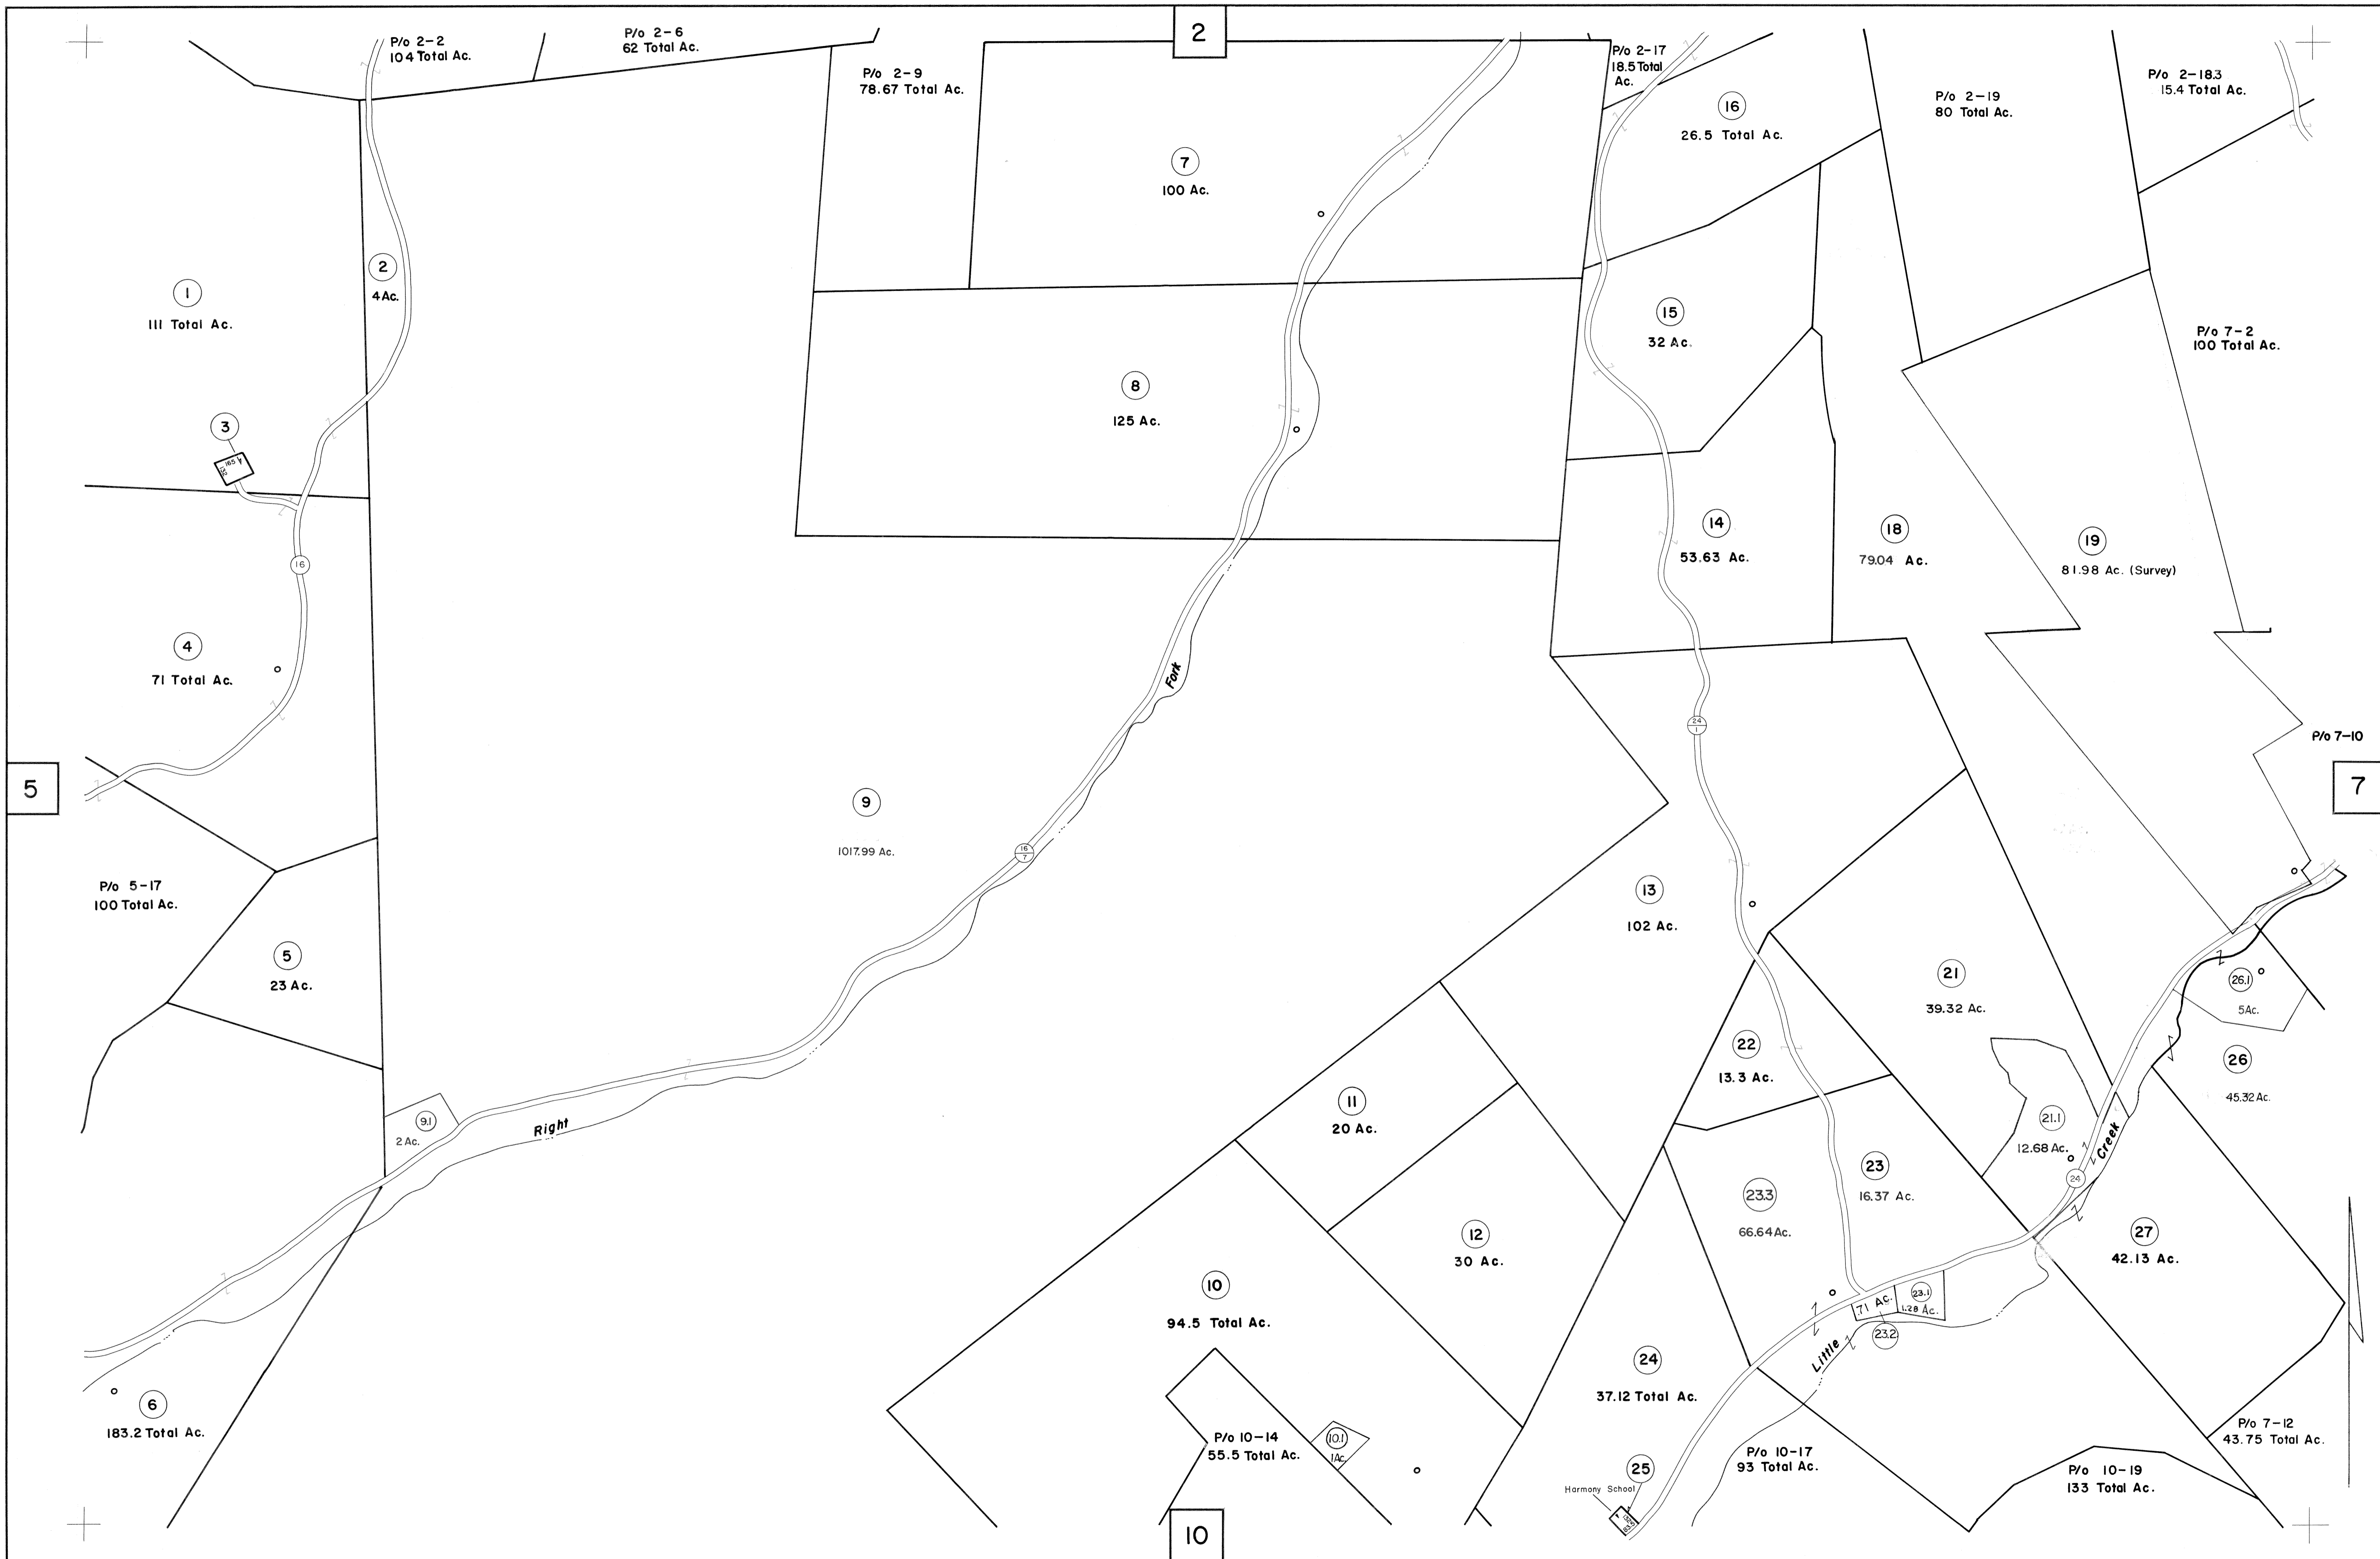 2
P/o 2-2
104 Total Ac.
P/o 2-6
62 Total Ac.
P/o 2-9
78.67 Total Ac.
P/o 2-17
18.5 Total
Ac.
P/o 2-19
80 Total Ac.
P/o 2-18.3
15.4 Total Ac.
16
26.5 Total Ac.
7
100 Ac.
1
111 Total Ac.
2
4 Ac.
15
32 Ac.
P/o 7-2
100 Total Ac.
8
125 Ac.
3
165
132
14
53.63 Ac.
18
79.04 Ac.
19
81.98 Ac. (Survey)
16
4
71 Total Ac.
Fork
24
1
P/o 7-10
5
7
9
1017.99 Ac.
16
7
P/o 5-17
100 Total Ac.
13
102 Ac.
5
23 Ac.
21
39.32 Ac.
26.1
5 Ac.
22
13.3 Ac.
26
45.32 Ac.
9.1
2 Ac.
Right
11
20 Ac.
21.1
12.68 Ac.
Creek
24
23
16.37 Ac.
23.3
66.64 Ac.
12
30 Ac.
27
42.13 Ac.
10
94.5 Total Ac.
.71 Ac.
23.1
1.28 Ac.
23.2
Little
24
37.12 Total Ac.
6
183.2 Total Ac.
P/o 10-14
55.5 Total Ac.
10.1
1 Ac.
P/o 7-12
43.75 Total Ac.
P/o 10-17
93 Total Ac.
25
Harmony School
P/o 10-19
133 Total Ac.
10